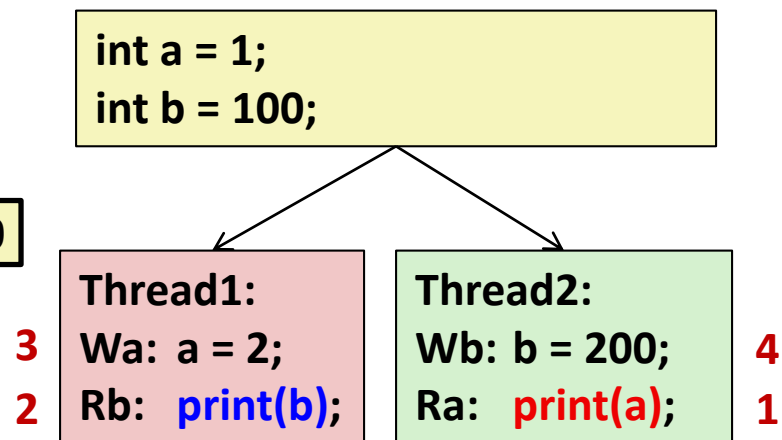 int a = 1;
int b = 100;
Thread1:
3 Wa: a = 2;
2 Rb: print(b);
Thread2:
Wb: b = 200; 4
Ra: print(a); 1